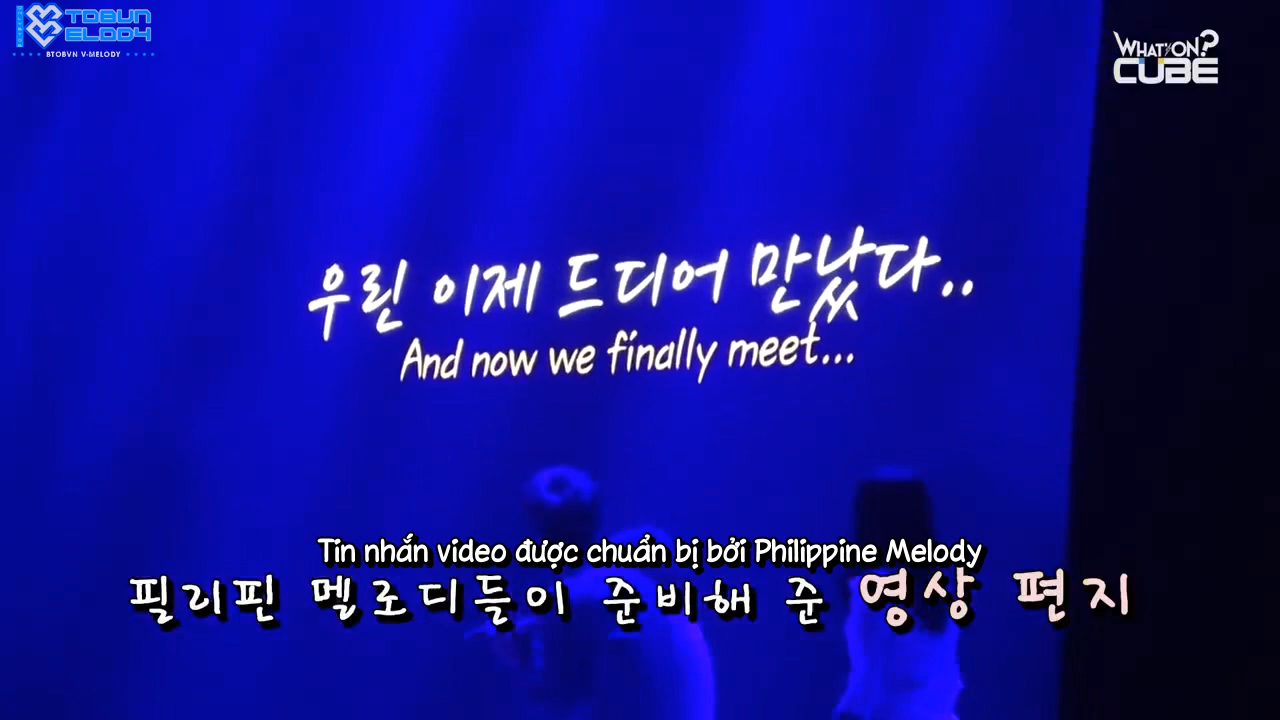 BTOBVN
MELODY
BTOBVN V-MELODY
WHAT'S ON?
CUBE
우린 이제 드디어 만났다..
And now we finally meet...
Tin nhắn video được chuẩn bị bởi Philippine Melody
필리핀 멜로디들이 준비해 준 영상 편지